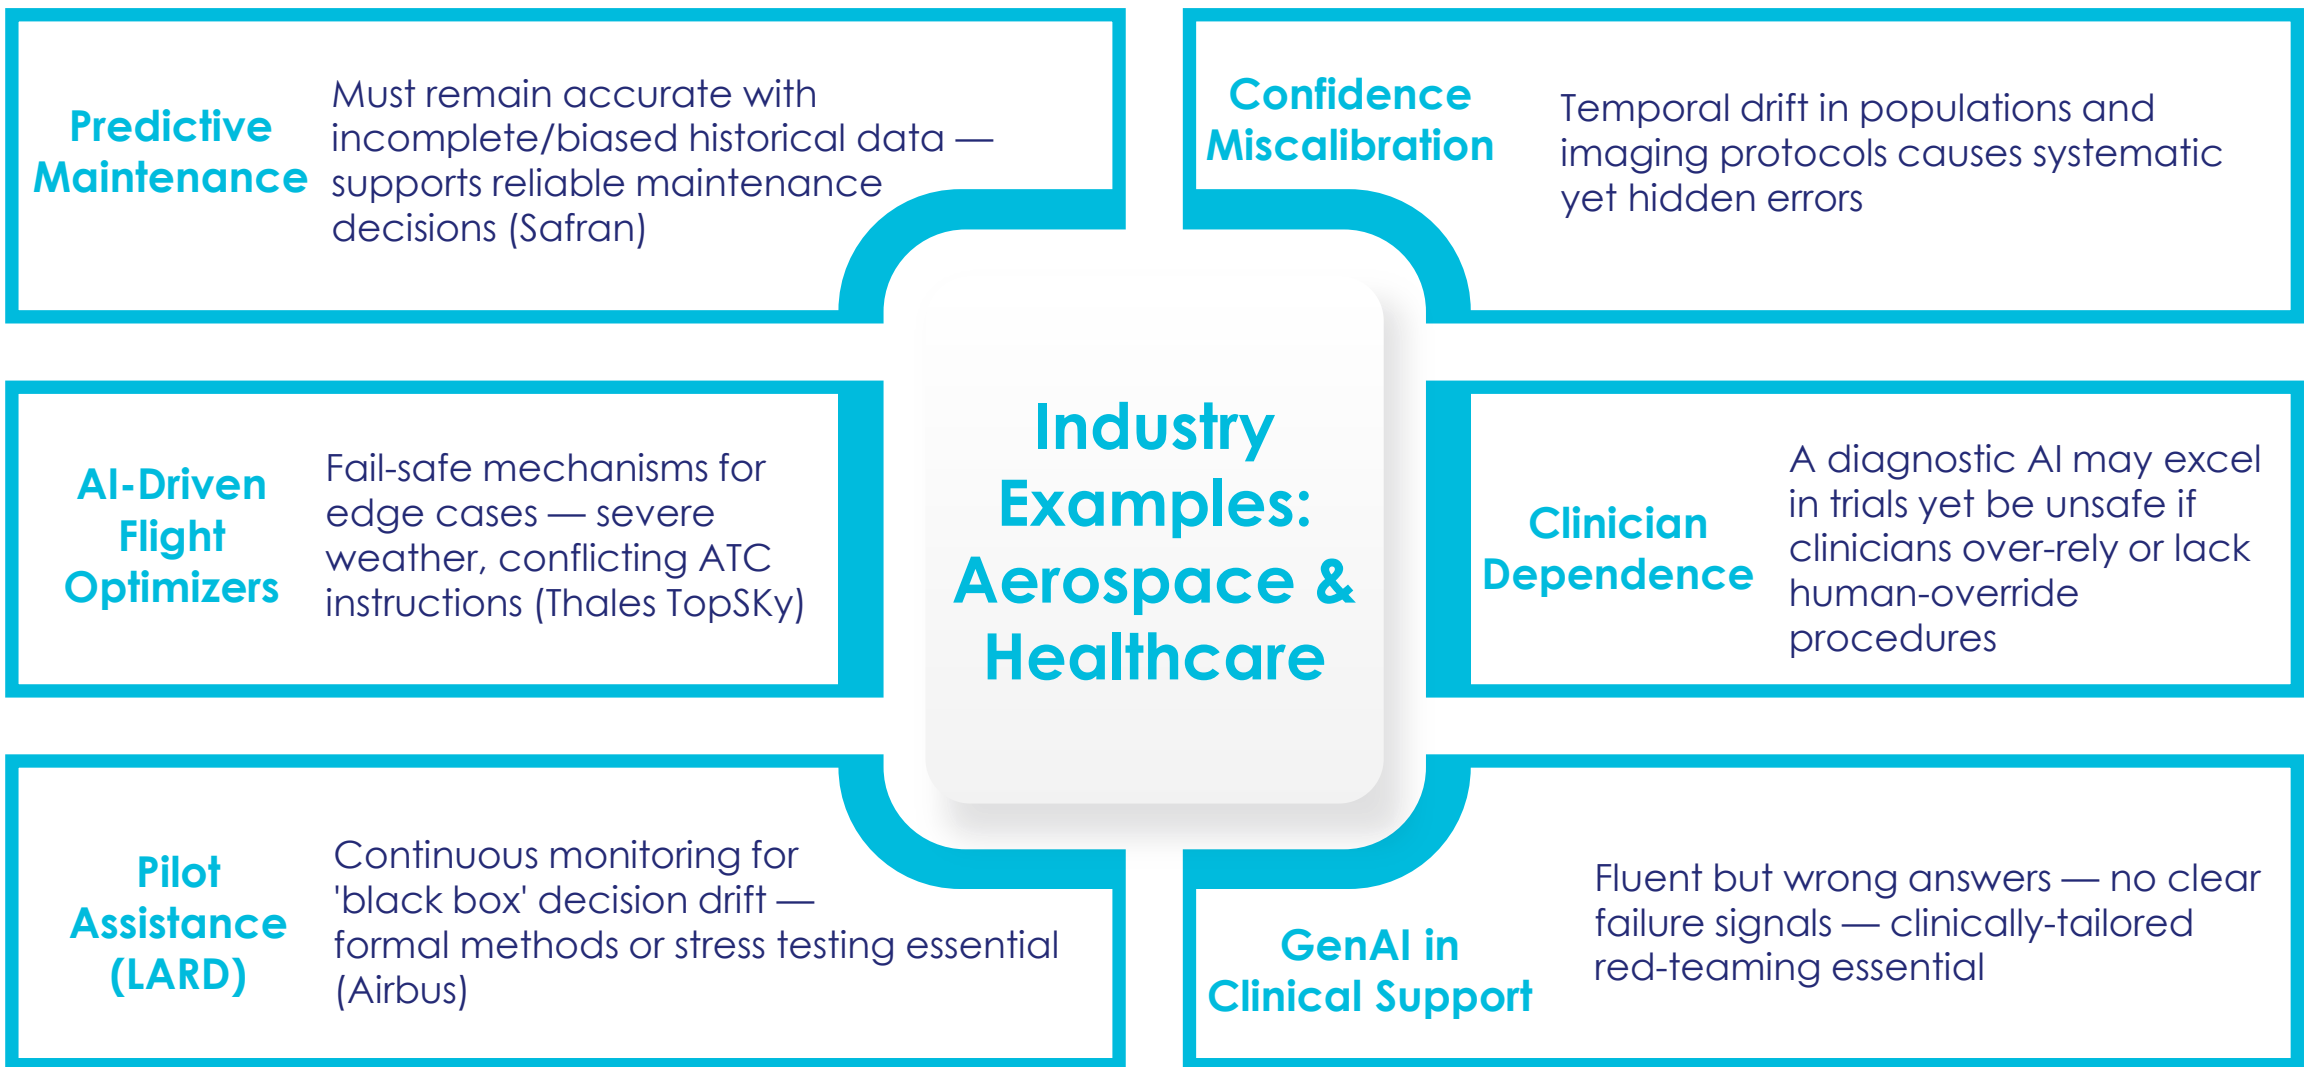 Predictive
Maintenance
Must remain accurate with
incomplete/biased historical data —
supports reliable maintenance
decisions (Safran)
Confidence
Miscalibration
Temporal drift in populations and
imaging protocols causes systematic
yet hidden errors
AI-Driven
Flight
Optimizers
Fail-safe mechanisms for
edge cases — severe
weather, conflicting ATC
instructions (Thales TopSKy)
Industry
Examples:
Aerospace &
Healthcare
Clinician
Dependence
A diagnostic AI may excel
in trials yet be unsafe if
clinicians over-rely or lack
human-override
procedures
Pilot
Assistance
(LARD)
Continuous monitoring for
'black box' decision drift —
formal methods or stress testing essential
(Airbus)
GenAI in
Clinical Support
Fluent but wrong answers — no clear
failure signals — clinically-tailored
red-teaming essential